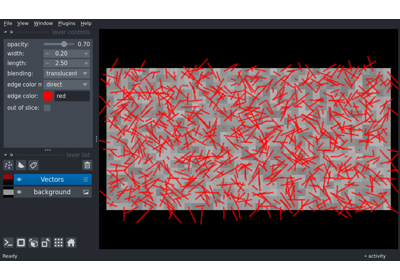 File View Window Plugins Help
layer controls
opacity: 0.70
width: 0.20
length: 2.50
blending: translucent
edge color m direct
edge color: red
out of slice:
layer list
Vectors
background
Ready
activity